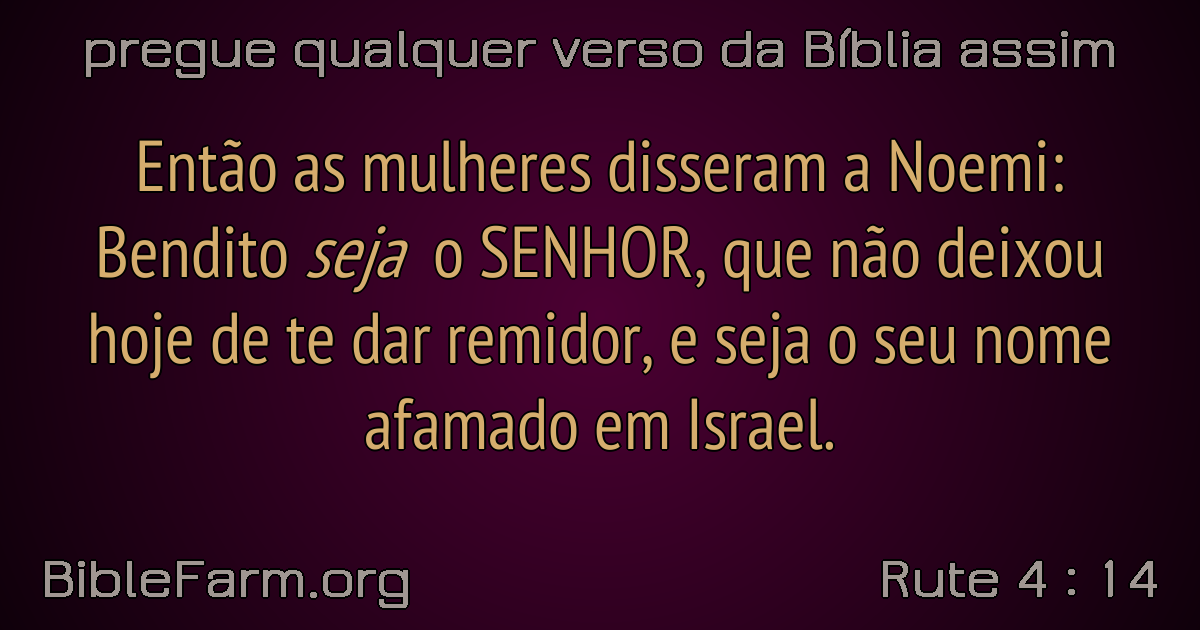 pregue qualquer verso da Bíblia assim
Então as mulheres disseram a Noemi:
Bendito seja o SENHOR, que não deixou
hoje de te dar remidor, e seja o seu nome
afamado em Israel.
BibleFarm.org
Rute 4 : 14